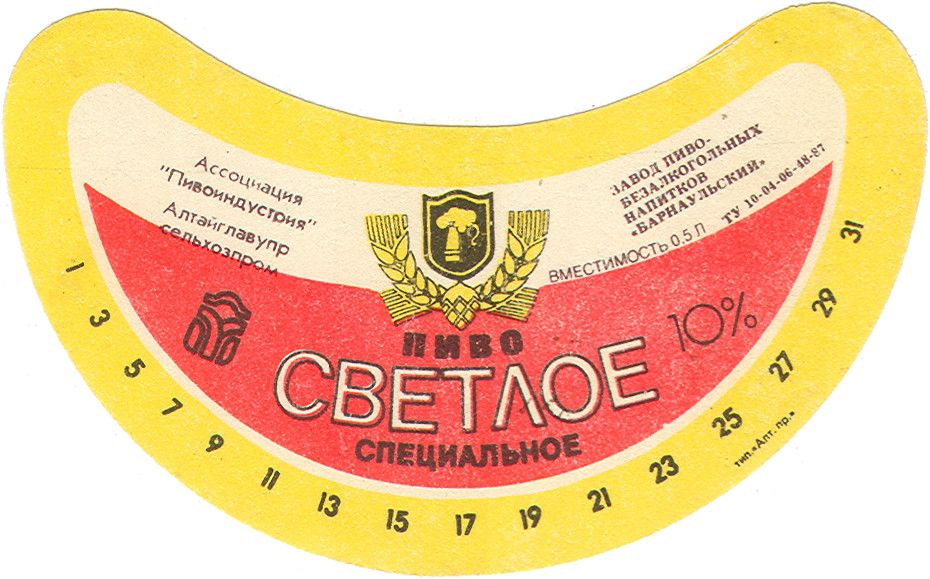 Ассоциация
"Пивоиндустрия"
Алтайглавупр
сельхозпром
ЗАВОД ПИВО-
БЕЗАЛКОГОЛЬНЫХ
НАПИТКОВ
«БАРНАУЛЬСКИЙ»
ТУ 10-04-06-48-87
ВМЕСТИМОСТЬ 0.5 Л
ПИВО
СВЕТЛОЕ
10%
СПЕЦИАЛЬНОЕ
1 3 5 7 9 11 13 15 17 19 21 23 25 27 29 31
тип. «Алт. пр.»